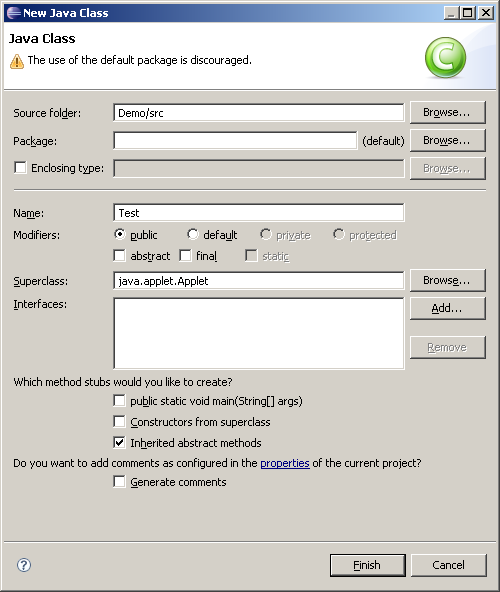 New Java Class
Java Class
The use of the default package is discouraged.
Source folder: Demo/src Browse...
Package: (default) Browse...
Enclosing type: Browse...
Name: Test
Modifiers: public default private protected
abstract final static
Superclass: java.applet.Applet Browse...
Interfaces: Add...
Remove
Which method stubs would you like to create?
public static void main(String[] args)
Constructors from superclass
Inherited abstract methods
Do you want to add comments as configured in the properties of the current project?
Generate comments
? Finish Cancel